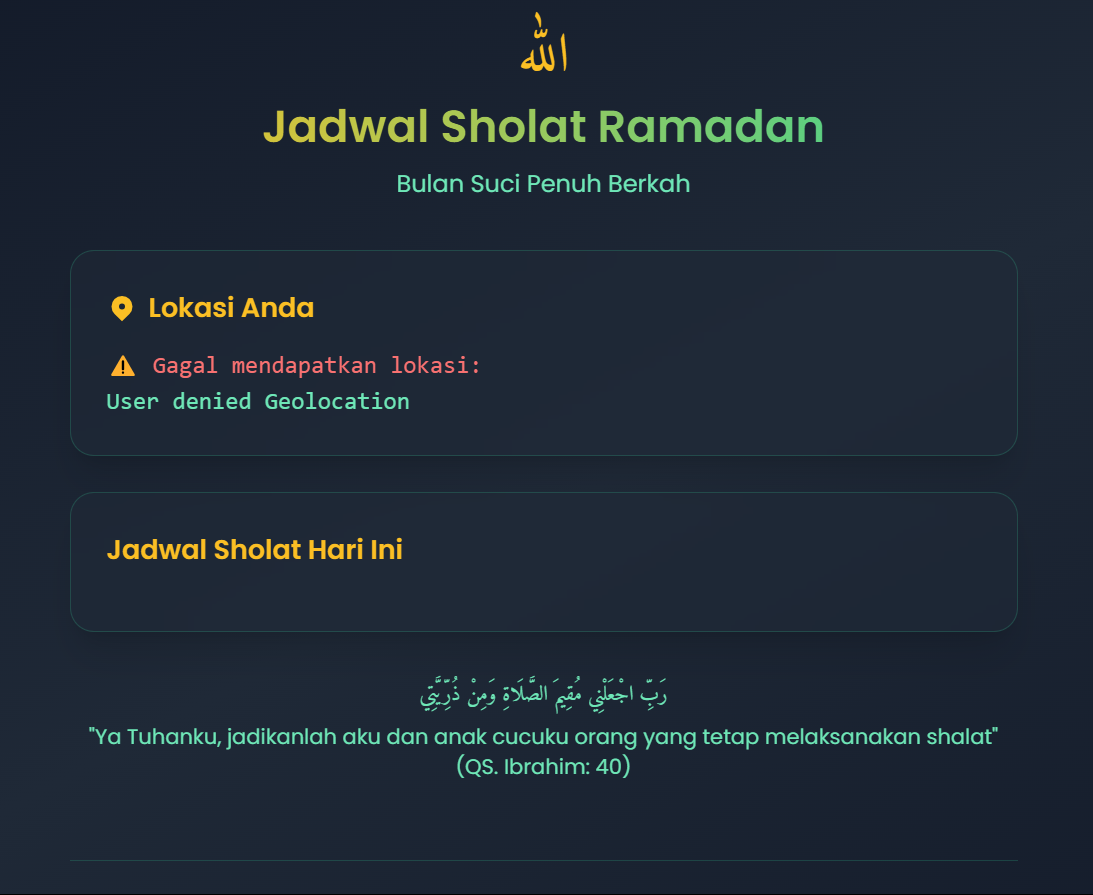 الله
Jadwal Sholat Ramadan
Bulan Suci Penuh Berkah
Lokasi Anda
Gagal mendapatkan lokasi:
User denied Geolocation
Jadwal Sholat Hari Ini
رَبِّ اجْعَلْنِي مُقِيمَ الصَّلَاةِ وَمِنْ ذُرِّيَّتِي
"Ya Tuhanku, jadikanlah aku dan anak cucuku orang yang tetap melaksanakan shalat"
(QS. Ibrahim: 40)